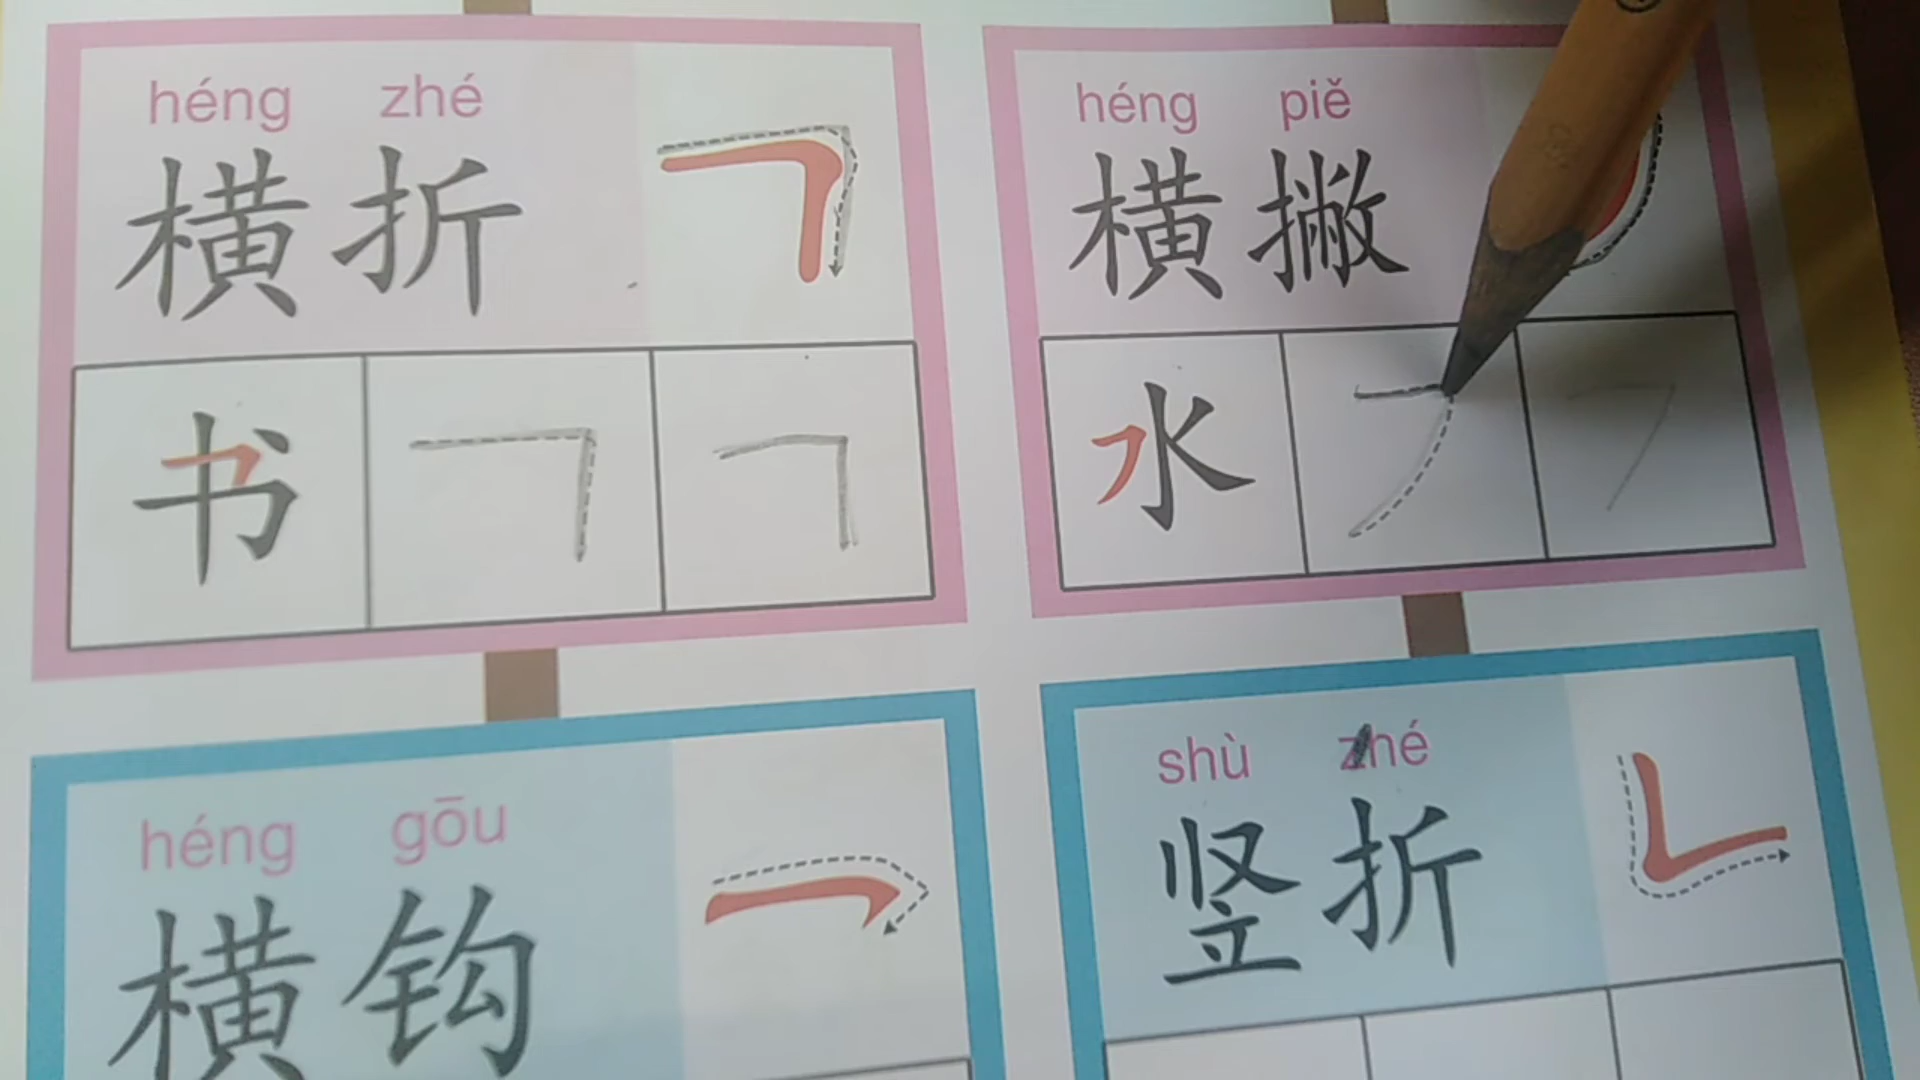 héng zhé
横折
书
héng piě
横撇
水
héng gōu
横钩
shù zhé
竖折